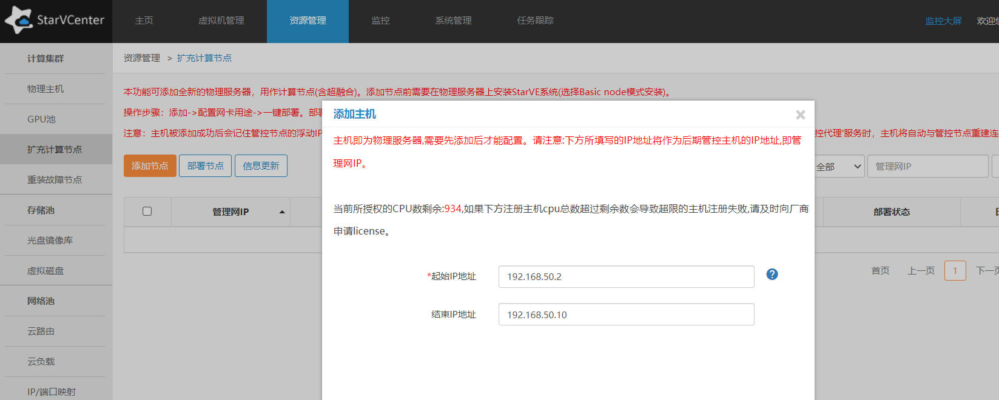 StarVCenter
主页
虚拟机管理
资源管理
监控
系统管理
任务跟踪
监控大屏
欢迎
计算集群
物理主机
GPU池
扩充计算节点
重装故障节点
存储池
光盘镜像库
虚拟磁盘
网络池
云路由
云负载
IP/端口映射
资源管理 > 扩充计算节点
本功能可添加全新的物理服务器，用作计算节点(含超融合)。添加节点前需要在物理服务器上安装StarVE系统(选择Basic node模式安装)。
操作步骤：添加->配置网卡用途->一键部署。部
注意：主机被添加成功后会记住管控节点的浮动IP
控代理'服务时，主机将自动与管控节点重建连
添加节点
部署节点
信息更新
全部
管理网IP
管理网IP
部署状态
首页
上一页
1
下一页
添加主机
主机即为物理服务器,需要先添加后才能配置。请注意:下方所填写的IP地址将作为后期管控主机的IP地址,即管
理网IP。
当前所授权的CPU数剩余:934,如果下方注册主机cpu总数超过剩余数会导致超限的主机注册失败,请及时向厂商
申请license。
*起始IP地址
192.168.50.2
?
结束IP地址
192.168.50.10